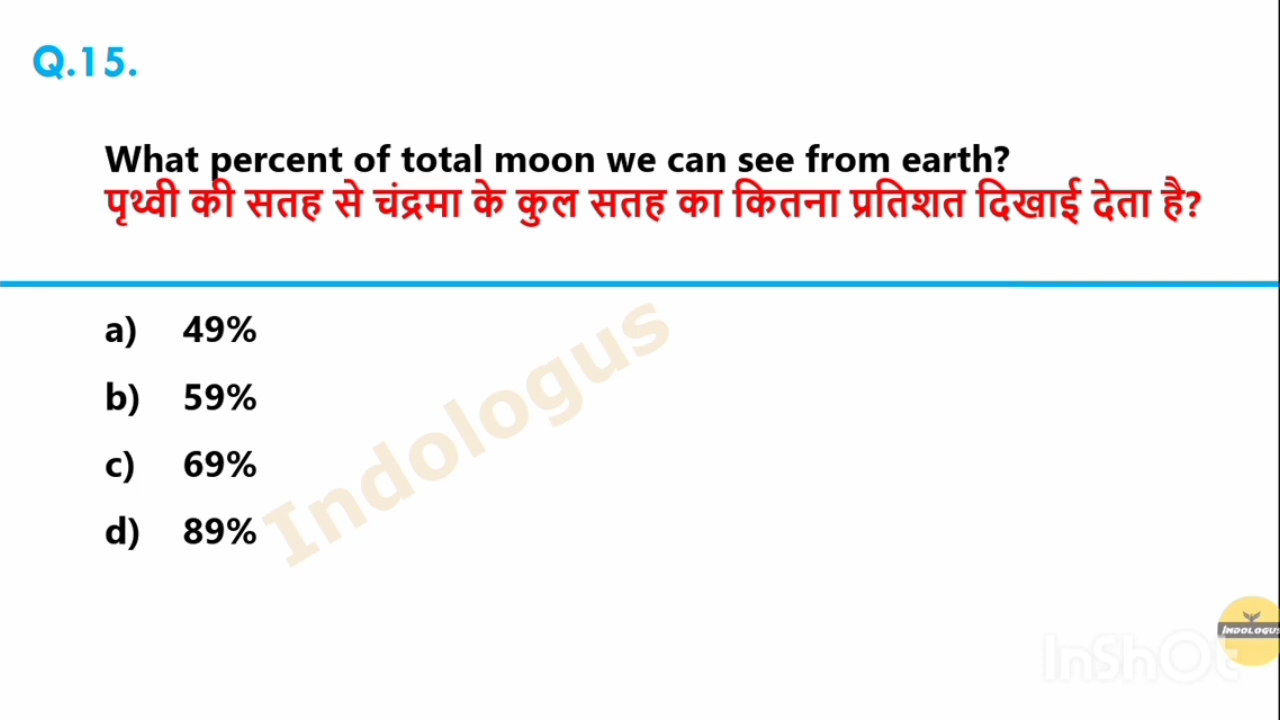 Q.15.
What percent of total moon we can see from earth?
पृथ्वी की सतह से चंद्रमा के कुल सतह का कितना प्रतिशत दिखाई देता है?
a) 49%
b) 59%
c) 69%
d) 89%
Indologus
INDOLOGUS
InShOt